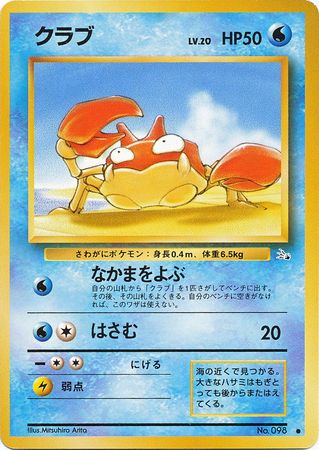 クラブ LV.20 HP50
さわがにポケモン：身長0.4m、体重6.5kg
なかまをよぶ
自分の山札から「クラブ」を1匹さがしてベンチに出す。
その後、その山札をよくきる。自分のベンチに空きがなけ
れば、このワザは使えない。
はさむ 20
にげる
弱点
海の近くで見つかる。
大きなハサミはもぎと
っても後からまたはえ
てくる。
Illus.Mitsuhiro Arita No.098